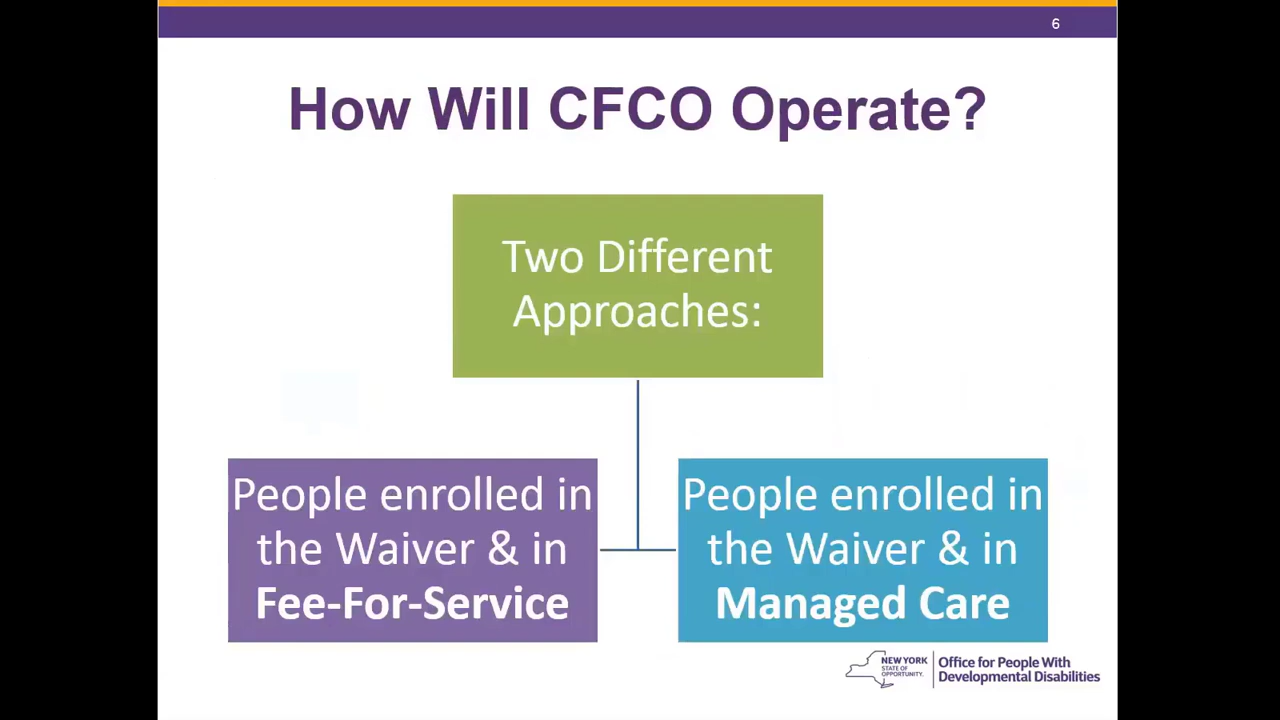 6
How Will CFCO Operate?
Two Different
Approaches:
People enrolled in
the Waiver & in
Fee-For-Service
People enrolled in
the Waiver & in
Managed Care
NEW YORK
STATE OF
OPPORTUNITY.
Office for People With
Developmental Disabilities